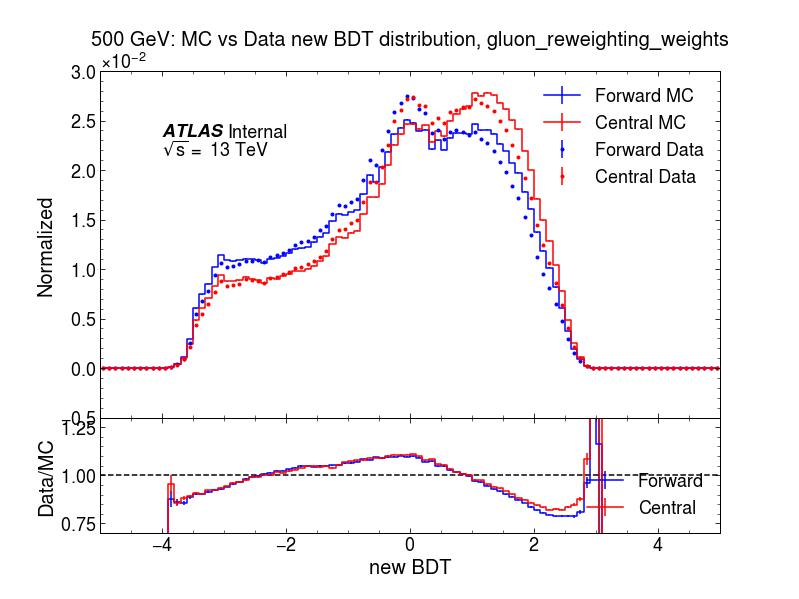 500 GeV: MC vs Data new BDT distribution, gluon_reweighting_weights
×10⁻²
3.0
2.5
2.0
1.5
1.0
0.5
0.0
−0.5
Normalized
ATLAS Internal
√s = 13 TeV
Forward MC
Central MC
Forward Data
Central Data
1.25
1.00
0.75
Data/MC
Forward
Central
−4 −2 0 2 4
new BDT